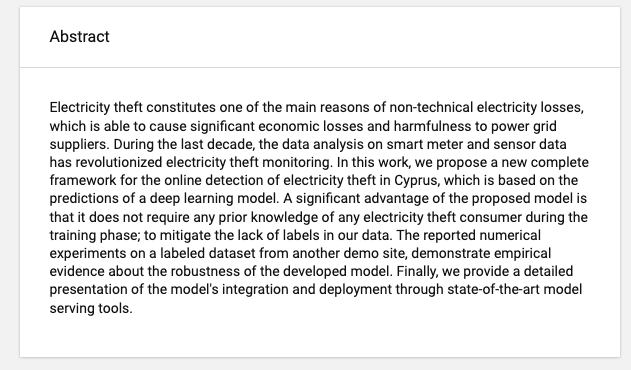 Abstract
Electricity theft constitutes one of the main reasons of non-technical electricity losses,
which is able to cause significant economic losses and harmfulness to power grid
suppliers. During the last decade, the data analysis on smart meter and sensor data
has revolutionized electricity theft monitoring. In this work, we propose a new complete
framework for the online detection of electricity theft in Cyprus, which is based on the
predictions of a deep learning model. A significant advantage of the proposed model is
that it does not require any prior knowledge of any electricity theft consumer during the
training phase; to mitigate the lack of labels in our data. The reported numerical
experiments on a labeled dataset from another demo site, demonstrate empirical
evidence about the robustness of the developed model. Finally, we provide a detailed
presentation of the model's integration and deployment through state-of-the-art model
serving tools.